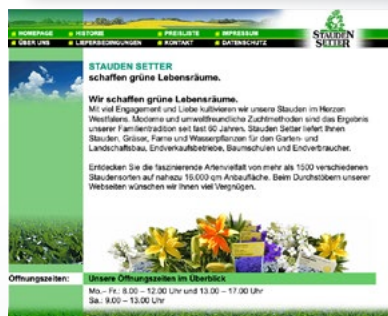 HOMEPAGE HISTORIE PREISLISTE IMPRESSUM
ÜBER UNS LIEFERBEDINGUNGEN KONTAKT DATENSCHUTZ
STAUDEN
SETTER
STAUDEN SETTER
schaffen grüne Lebensräume.
Wir schaffen grüne Lebensräume.
Mit viel Engagement und Liebe kultivieren wir unsere Stauden im Herzen
Westfalens. Moderne und umweltfreundliche Zuchtmethoden sind das Ergebnis
unserer Familientradition seit fast 60 Jahren. Stauden Setter liefert Ihnen
Stauden, Gräser, Farne und Wasserpflanzen für den Garten- und
Landschaftsbau, Endverkaufsbetriebe, Baumschulen und Endverbraucher.
Entdecken Sie die faszinierende Artenvielfalt von mehr als 1500 verschiedenen
Staudensorten auf nahezu 16.000 qm Anbaufläche. Beim Durchstöbern unserer
Webseiten wünschen wir Ihnen viel Vergnügen.
Öffnungszeiten: Unsere Öffnungszeiten im Überblick
Mo.– Fr.: 8.00 – 12.00 Uhr und 13.00 – 17.00 Uhr
Sa.: 9.00 – 13.00 Uhr